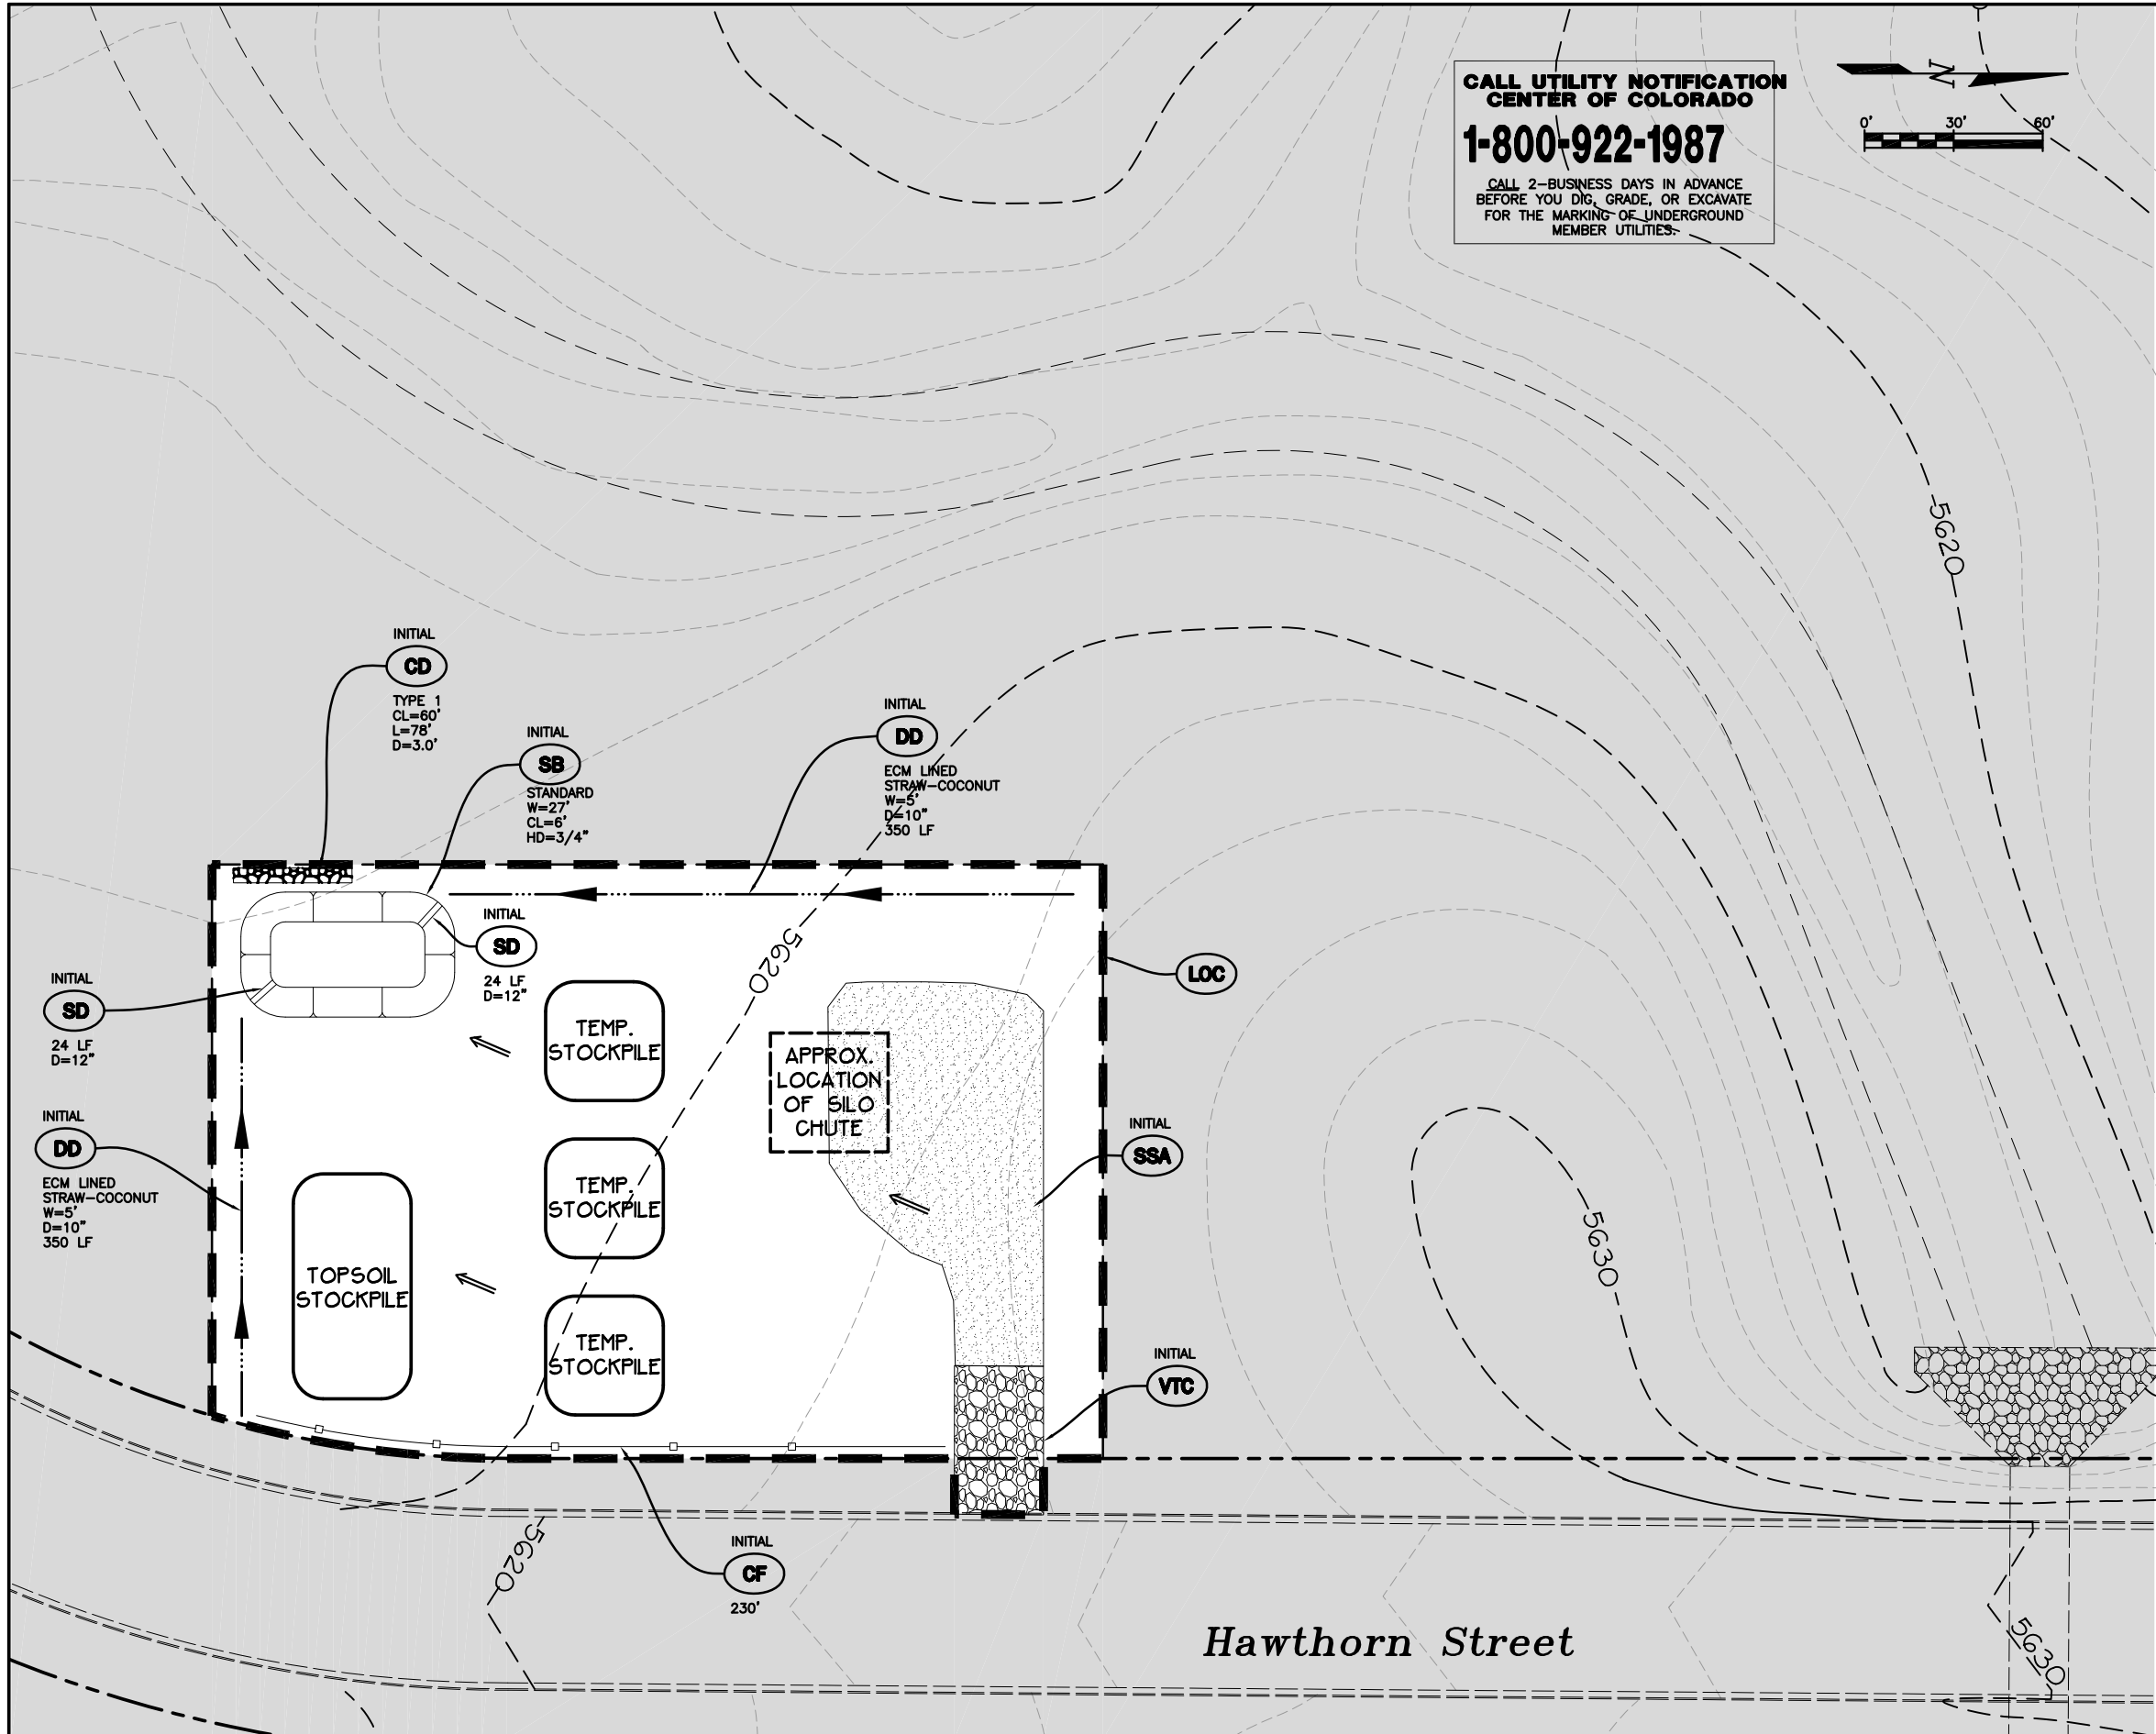 CALL UTILITY NOTIFICATION
CENTER OF COLORADO
1-800-922-1987
CALL 2-BUSINESS DAYS IN ADVANCE
BEFORE YOU DIG, GRADE, OR EXCAVATE
FOR THE MARKING OF UNDERGROUND
MEMBER UTILITIES.
N
0' 30' 60'
5620
INITIAL
CD
TYPE 1
CL=60'
L=78'
D=3.0'
INITIAL
SB
STANDARD
W=27'
CL=6'
HD=3/4"
INITIAL
DD
ECM LINED
STRAW-COCONUT
W=5'
D=10"
350 LF
INITIAL
SD
24 LF
D=12"
INITIAL
SD
24 LF
D=12"
5620
LOC
TEMP.
STOCKPILE
APPROX.
LOCATION
OF SILO
CHUTE
INITIAL
DD
ECM LINED
STRAW-COCONUT
W=5'
D=10"
350 LF
INITIAL
SSA
TEMP.
STOCKPILE
TOPSOIL
STOCKPILE
5630
TEMP.
STOCKPILE
INITIAL
VTC
5620
INITIAL
CF
230'
Hawthorn Street
5630